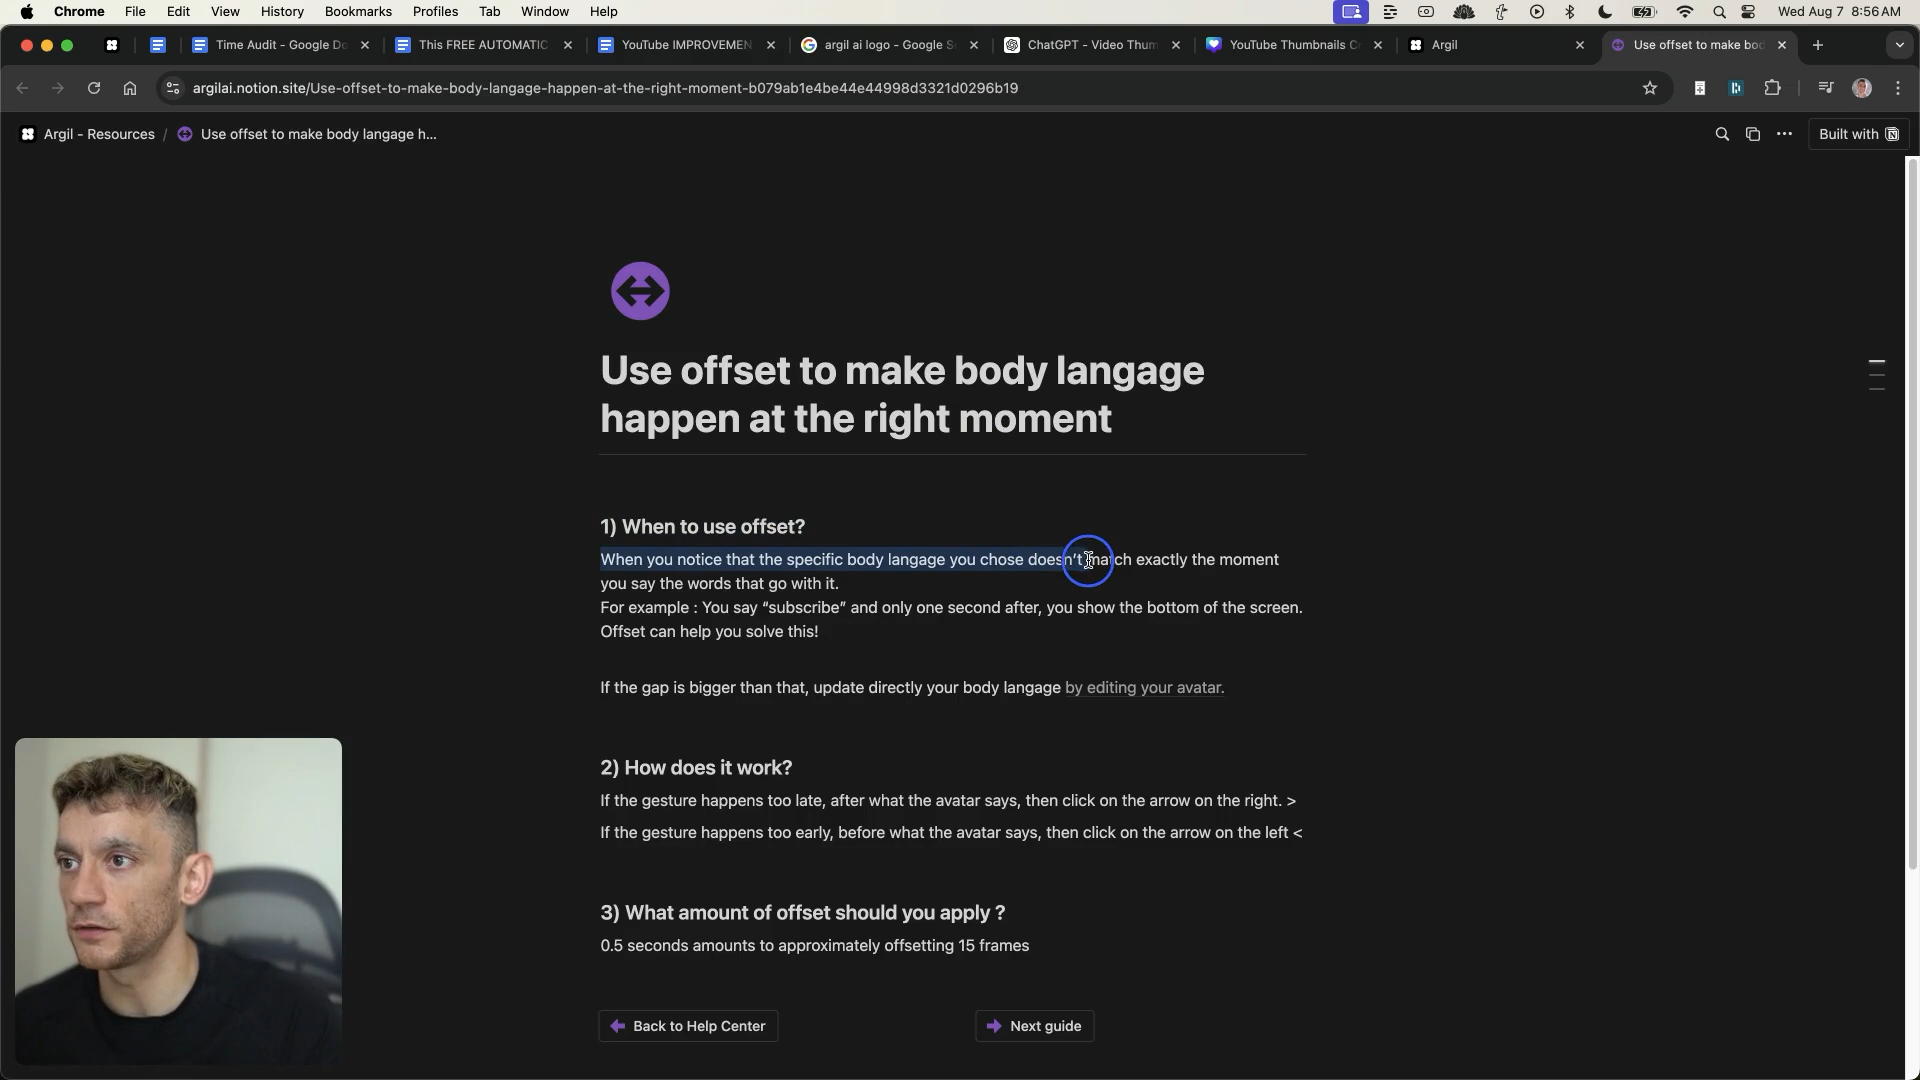 Chrome File Edit View History Bookmarks Profiles Tab Window Help Wed Aug 7 8:56 AM
Time Audit - Google Do This FREE AUTOMATIC YouTube IMPROVEMEN argil ai logo - Google S ChatGPT - Video Thum YouTube Thumbnails C Argil Use offset to make bod
argilai.notion.site/Use-offset-to-make-body-langage-happen-at-the-right-moment-b079ab1e4be44e44998d3321d0296b19
Argil - Resources / Use offset to make body langage h... Built with
Use offset to make body langage
happen at the right moment
1) When to use offset?
When you notice that the specific body langage you chose doesn't match exactly the moment
you say the words that go with it.
For example : You say “subscribe” and only one second after, you show the bottom of the screen.
Offset can help you solve this!
If the gap is bigger than that, update directly your body langage by editing your avatar.
2) How does it work?
If the gesture happens too late, after what the avatar says, then click on the arrow on the right. >
If the gesture happens too early, before what the avatar says, then click on the arrow on the left <
3) What amount of offset should you apply ?
0.5 seconds amounts to approximately offsetting 15 frames
Back to Help Center Next guide